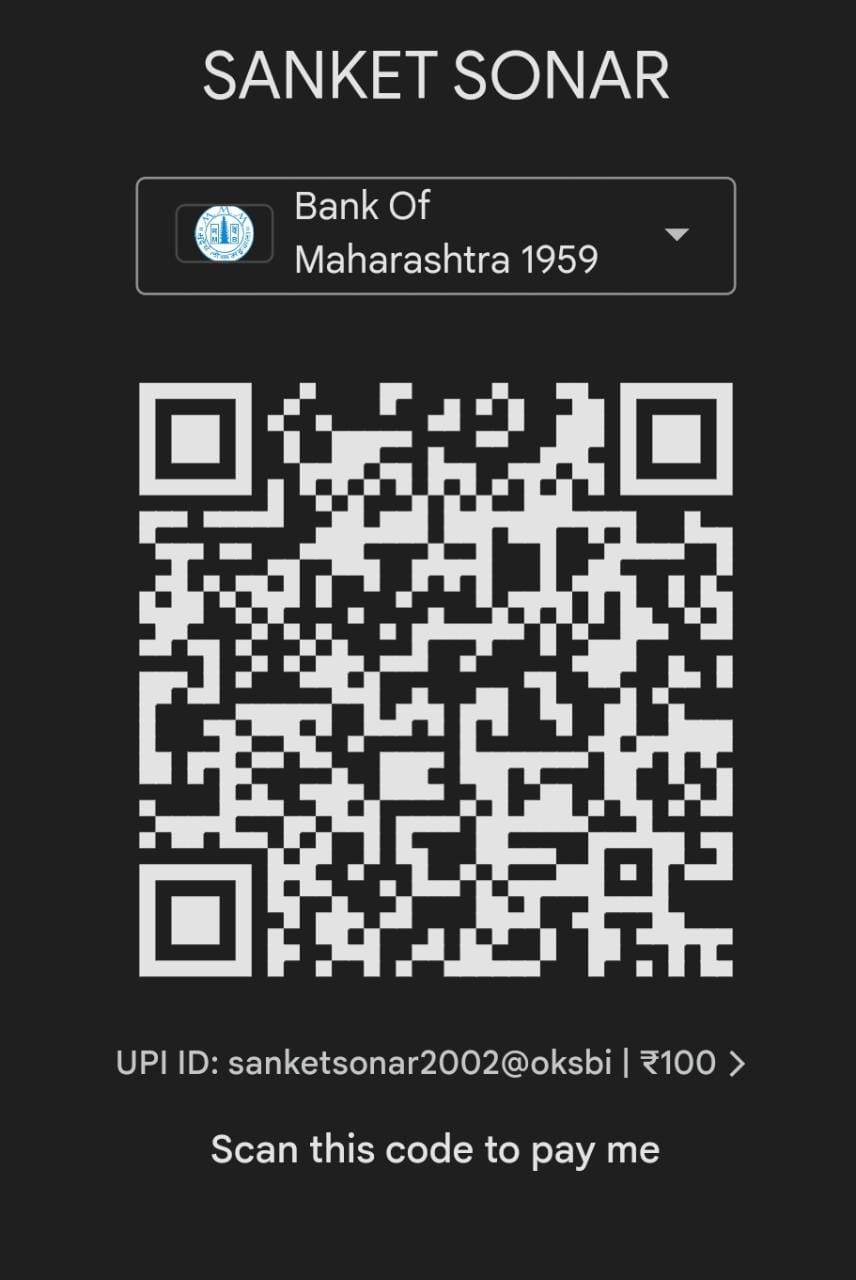 SANKET SONAR
Bank Of
Maharashtra 1959
UPI ID: sanketsonar2002@oksbi | ₹100 >
Scan this code to pay me